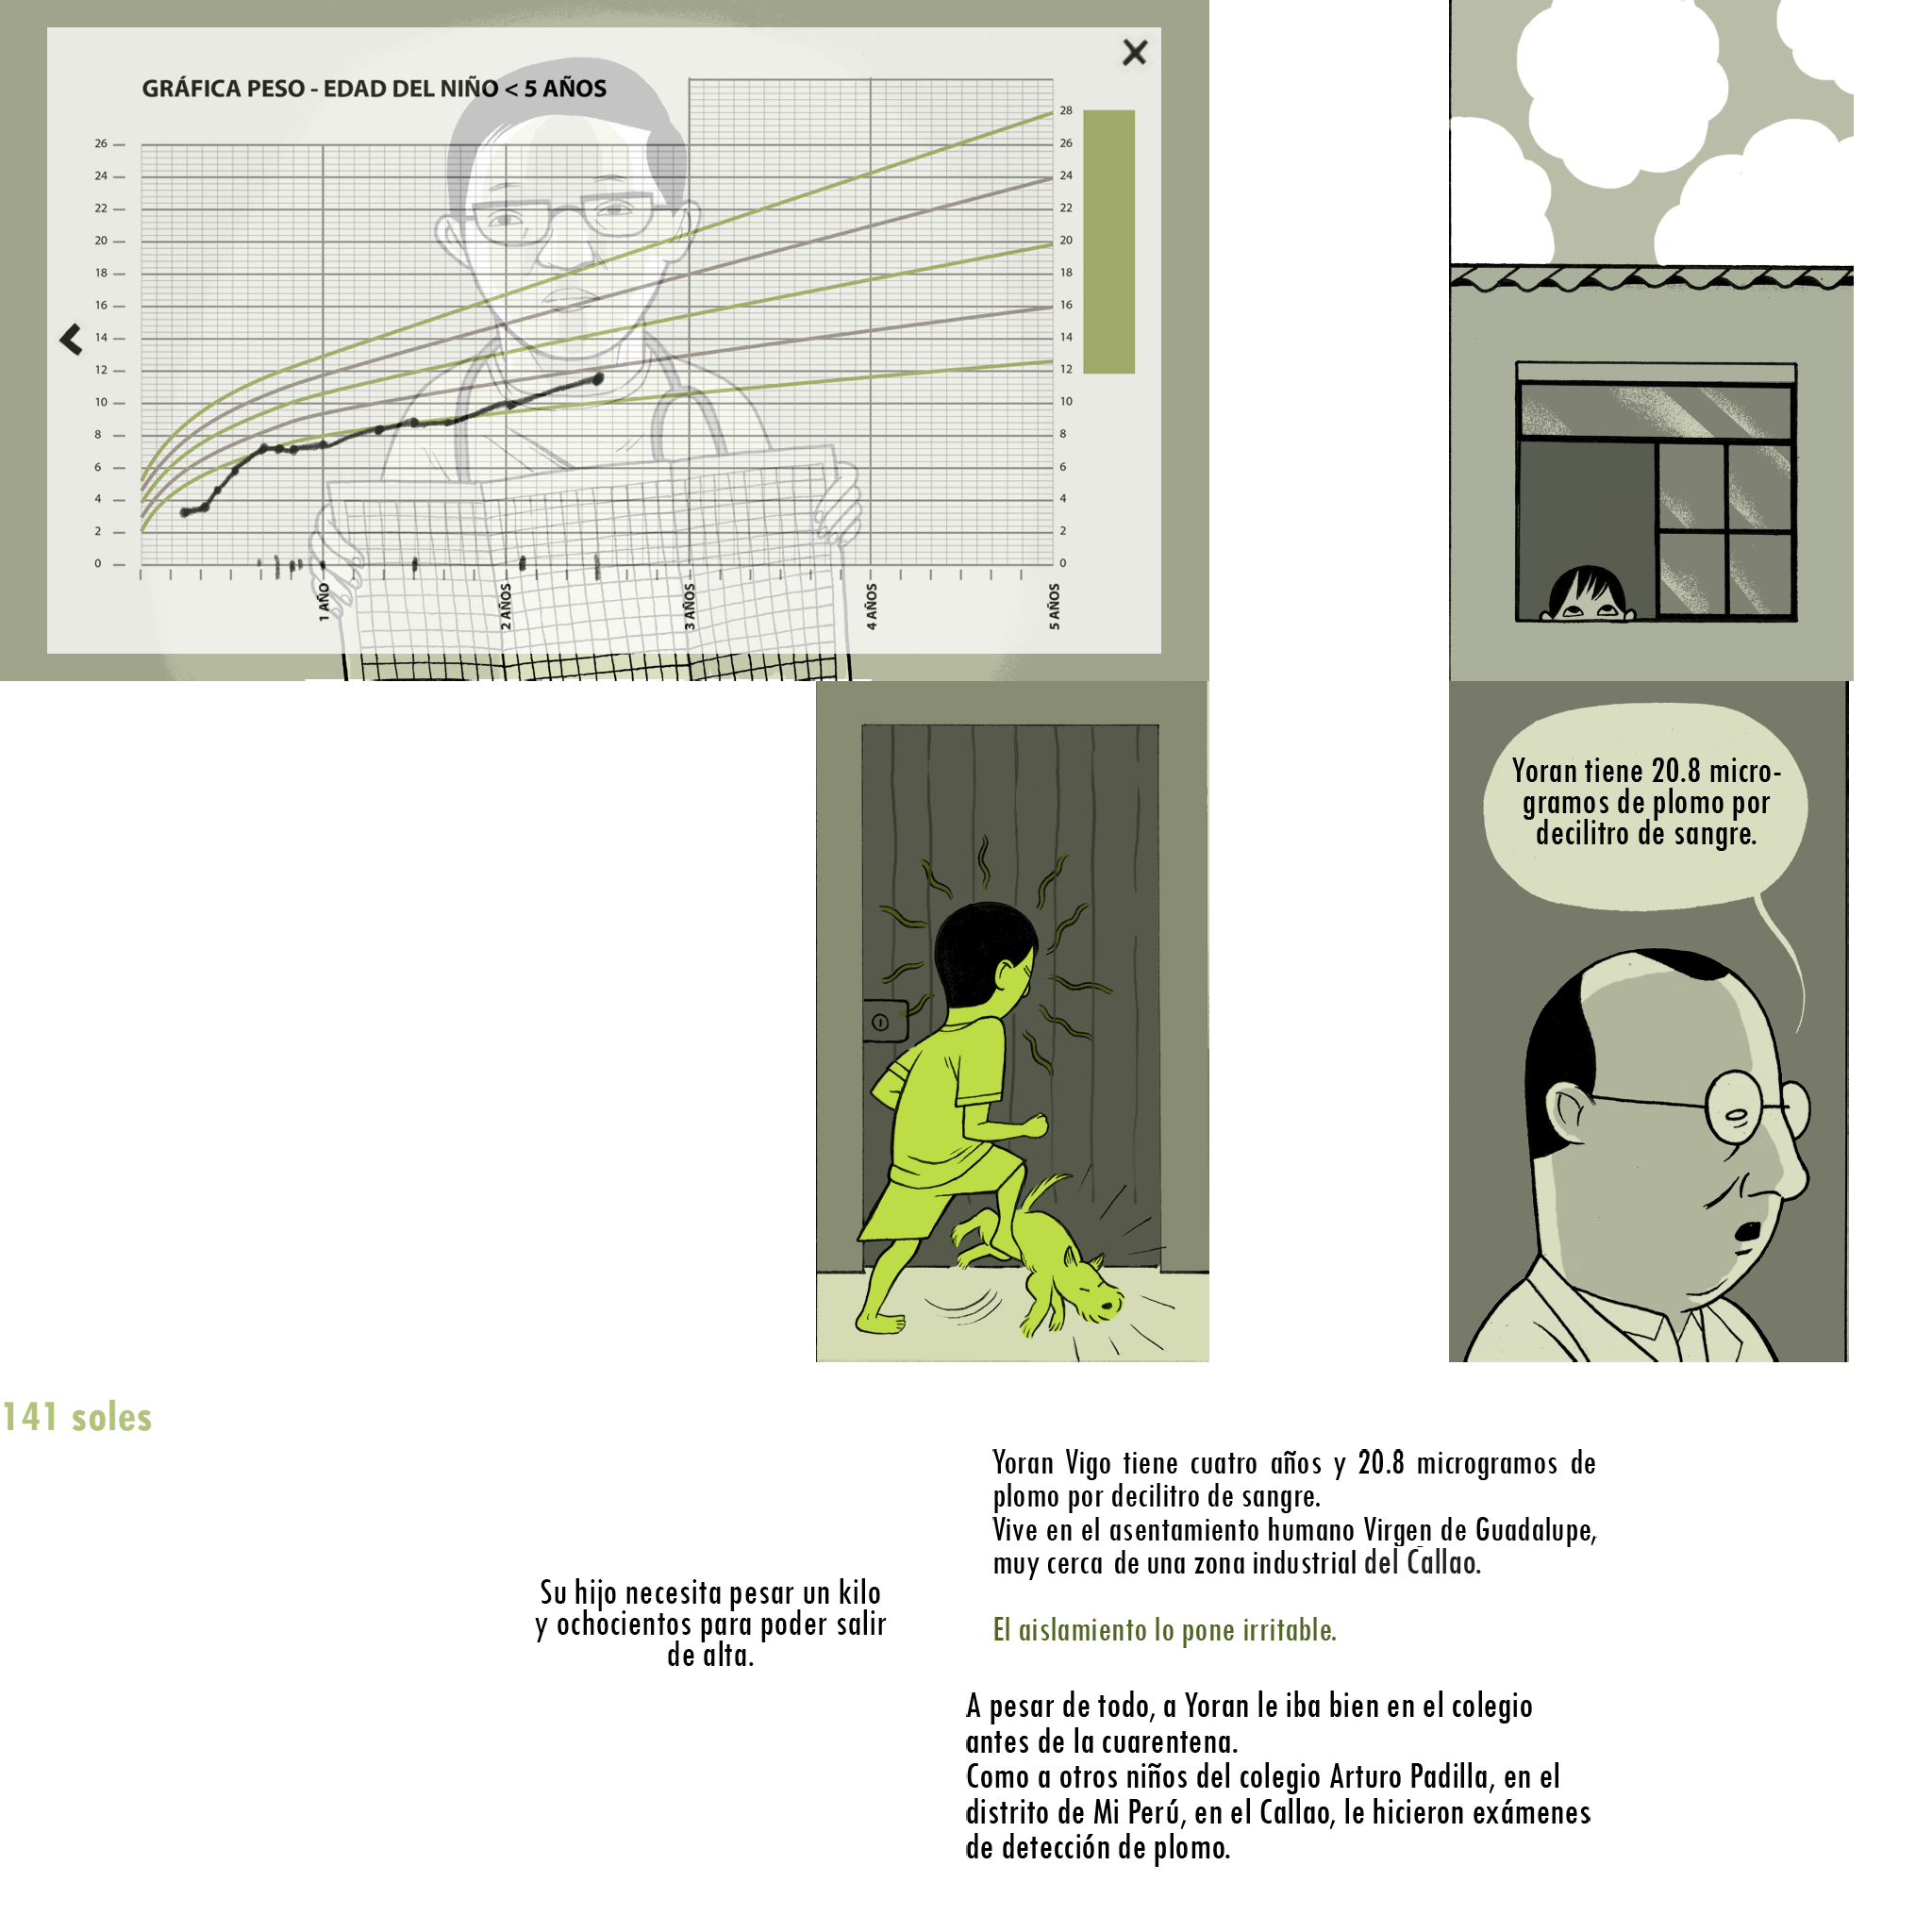 GRÁFICA PESO - EDAD DEL NIÑO < 5 AÑOS
28
26
26
24
24
22
22
20
20
18
18
16
16
14
14
12
12
10
10
8
8
6
6
4
4
2
2
0
0
1 AÑO
2 AÑOS
3 AÑOS
4 AÑOS
5 AÑOS
Yoran tiene 20.8 micro-
gramos de plomo por
decilitro de sangre.
141 soles
Su hijo necesita pesar un kilo
y ochocientos para poder salir
de alta.
Yoran Vigo tiene cuatro años y 20.8 microgramos de
plomo por decilitro de sangre.
Vive en el asentamiento humano Virgen de Guadalupe,
muy cerca de una zona industrial del Callao.
El aislamiento lo pone irritable.
A pesar de todo, a Yoran le iba bien en el colegio
antes de la cuarentena.
Como a otros niños del colegio Arturo Padilla, en el
distrito de Mi Perú, en el Callao, le hicieron exámenes
de detección de plomo.